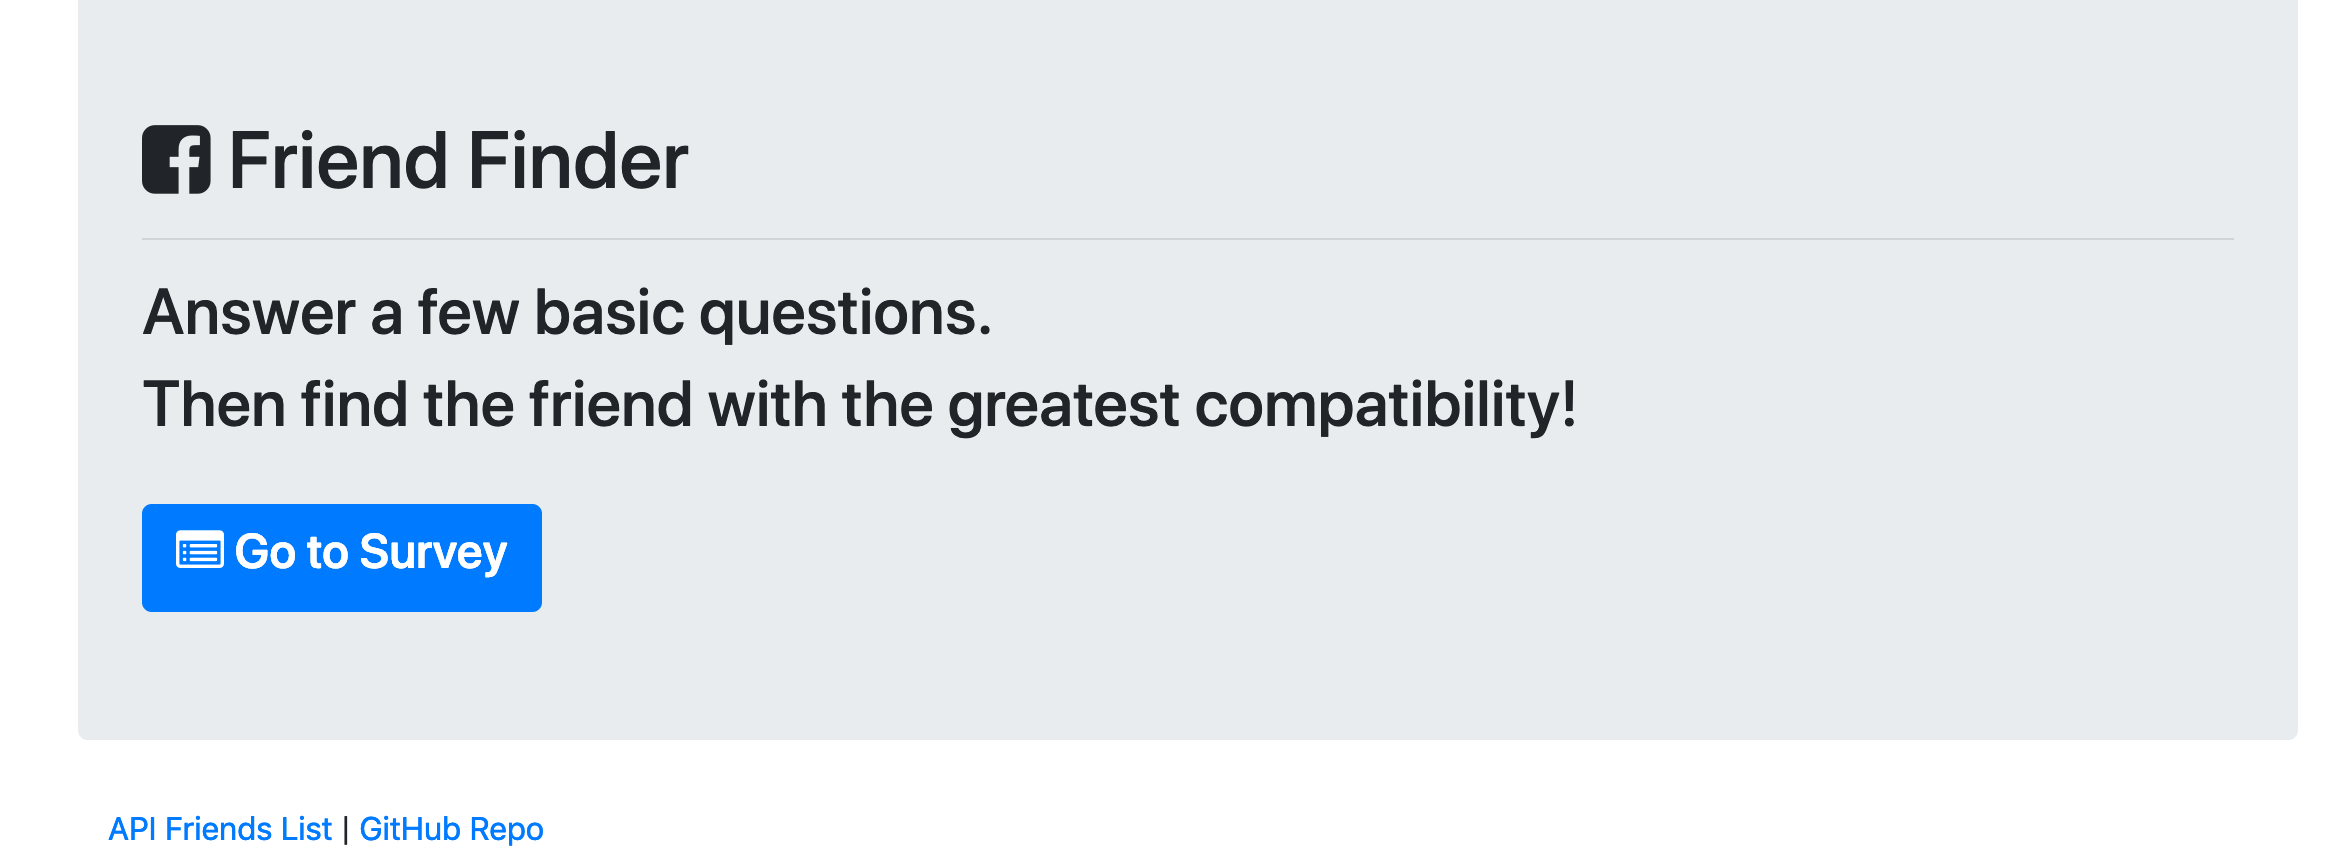 Friend Finder
Answer a few basic questions.
Then find the friend with the greatest compatibility!
Go to Survey
API Friends List | GitHub Repo